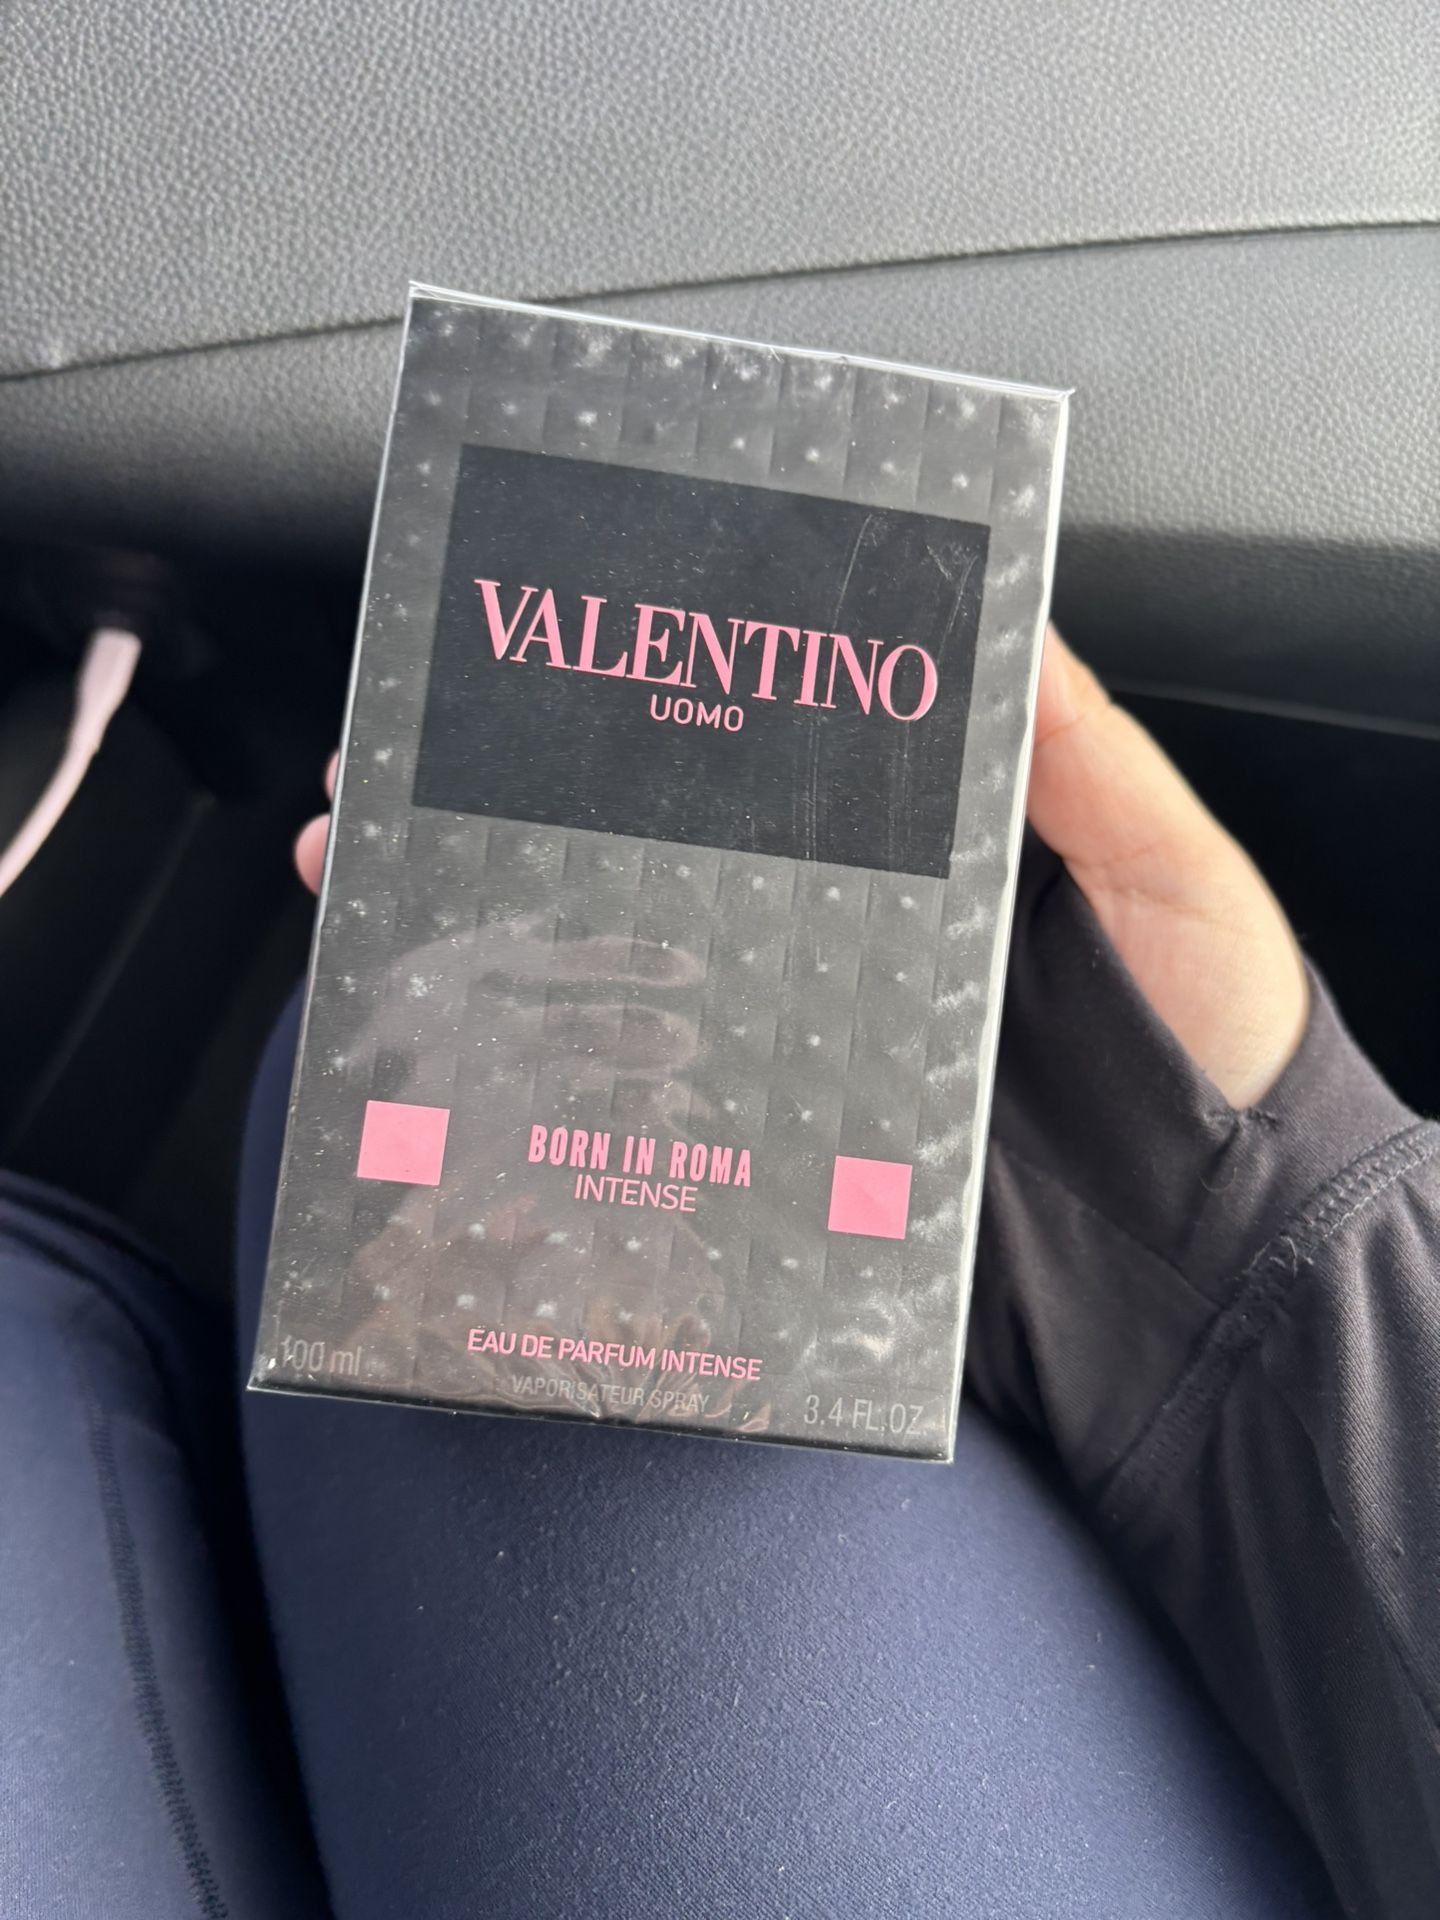 VALENTINO
UOMO
BORN IN ROMA
INTENSE
EAU DE PARFUM INTENSE
100 ml
VAPORISATEUR SPRAY
3.4 FL.OZ.